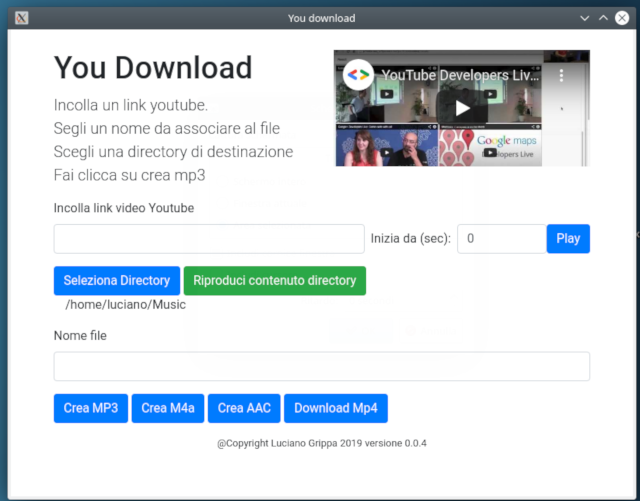 You download
You Download
Incolla un link youtube.
Segli un nome da associare al file
Scegli una directory di destinazione
Fai clicca su crea mp3
YouTube Developers Liv...
Google maps
Developers Live
Incolla link video Youtube
Inizia da (sec):
0
Play
Seleziona Directory
Riproduci contenuto directory
/home/luciano/Music
Nome file
Crea MP3
Crea M4a
Crea AAC
Download Mp4
@Copyright Luciano Grippa 2019 versione 0.0.4